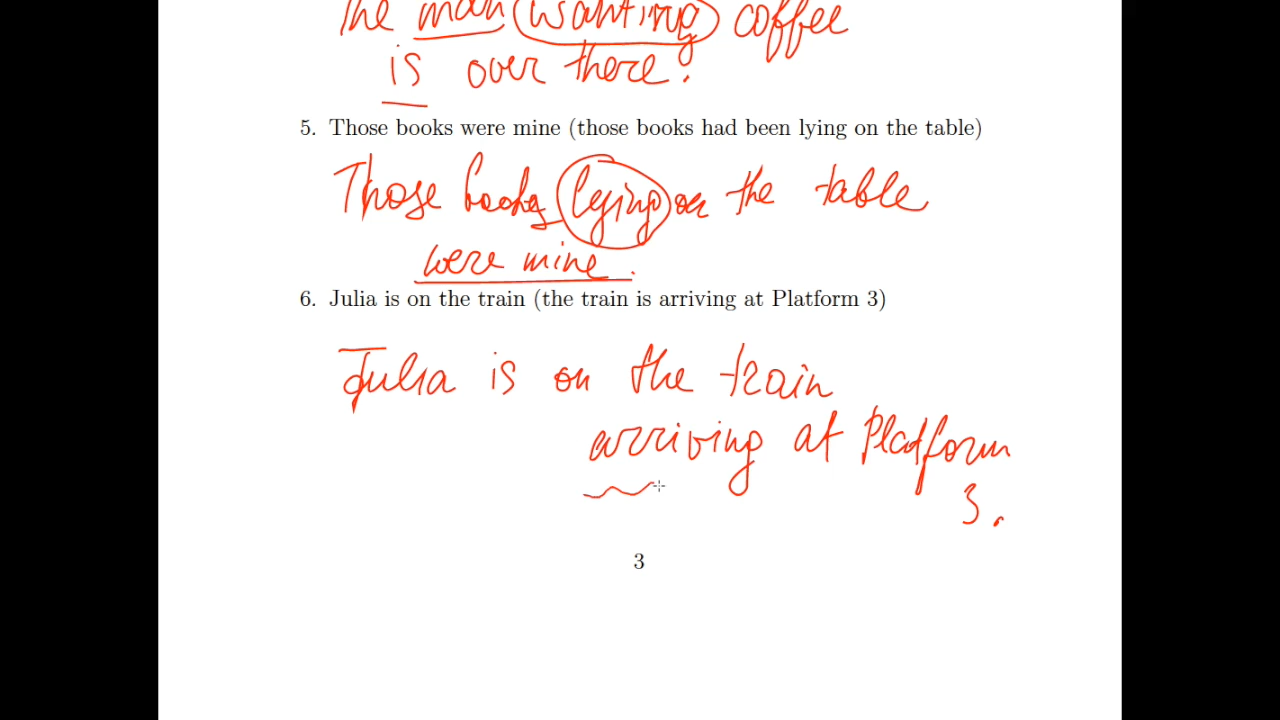 The man wanting coffee
is over there.
5. Those books were mine (those books had been lying on the table)
Those books lying on the table
were mine.
6. Julia is on the train (the train is arriving at Platform 3)
Julia is on the train
arriving at Platform
3.
3